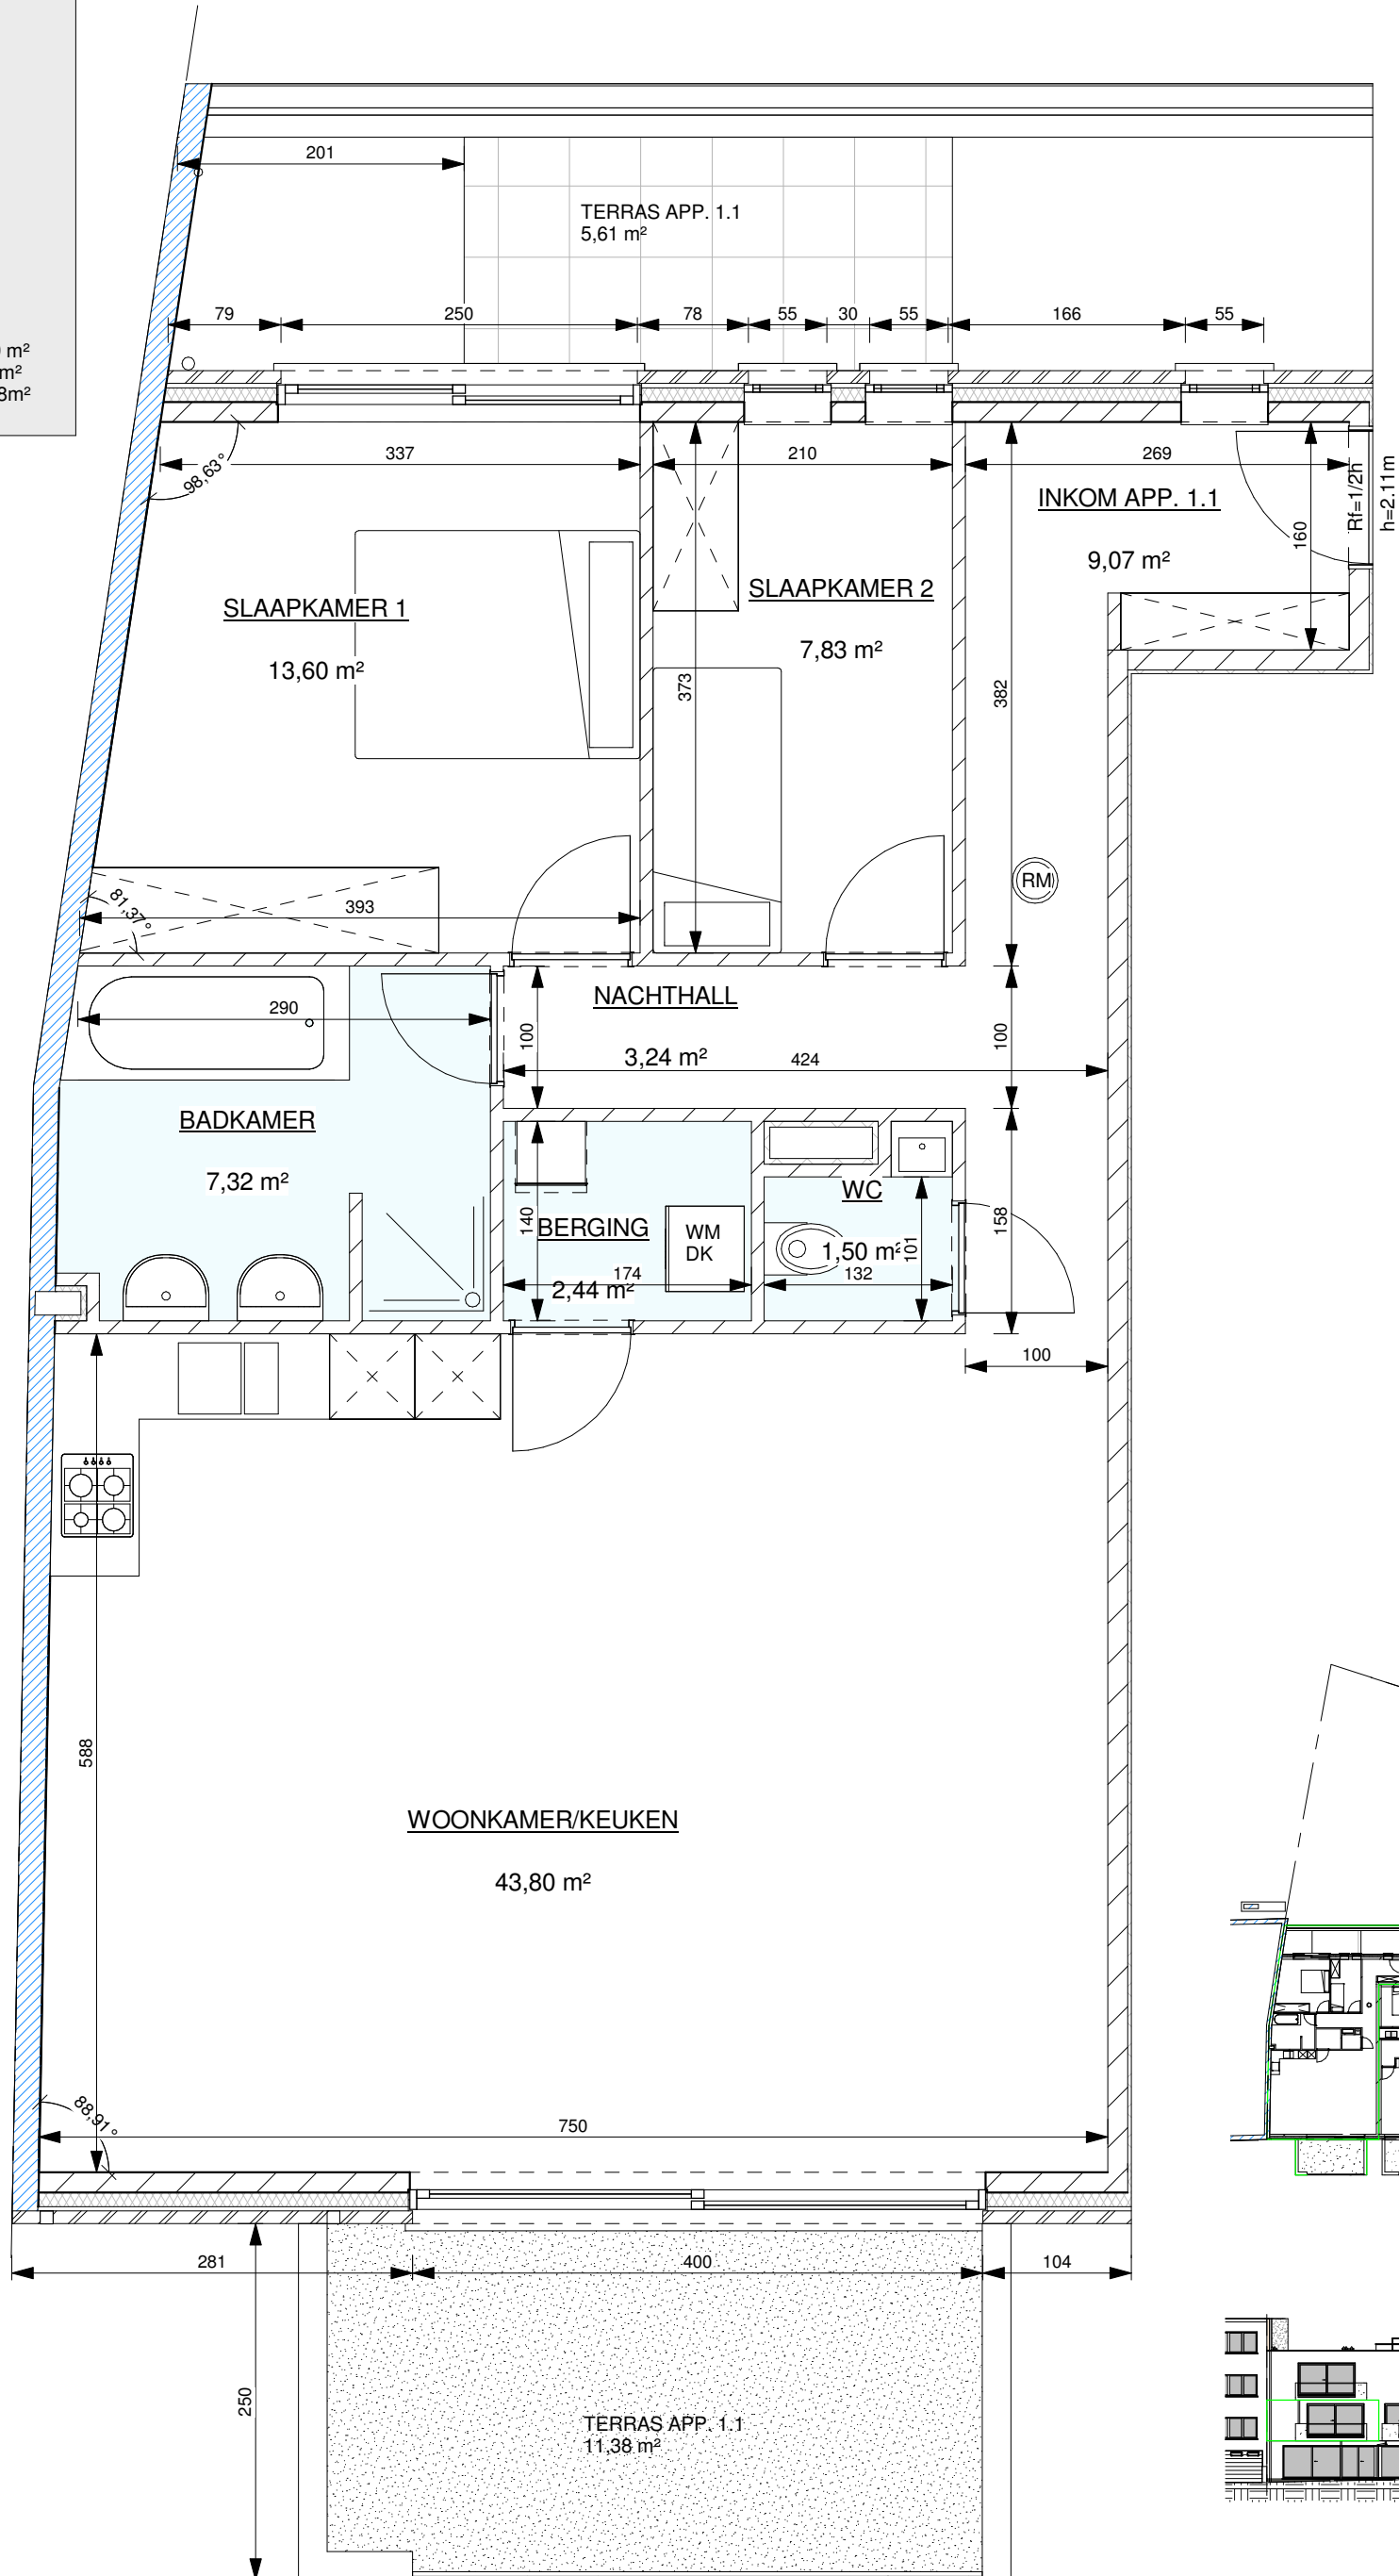 201
TERRAS APP. 1.1
5,61 m²
79
250
78
55
30
55
166
55
m²
m²
8m²
337
210
269
98,63°
INKOM APP. 1.1
9,07 m²
160
Rf=1/2h
h=2.11m
SLAAPKAMER 1
13,60 m²
SLAAPKAMER 2
7,83 m²
373
382
RM
81,37°
393
290
NACHTHALL
3,24 m²
100
100
424
BADKAMER
7,32 m²
WC
1,50 m²
101
132
158
140
BERGING
2,44 m²
174
WM
DK
100
588
WOONKAMER/KEUKEN
43,80 m²
88,91°
750
281
400
104
250
TERRAS APP. 1.1
11,38 m²